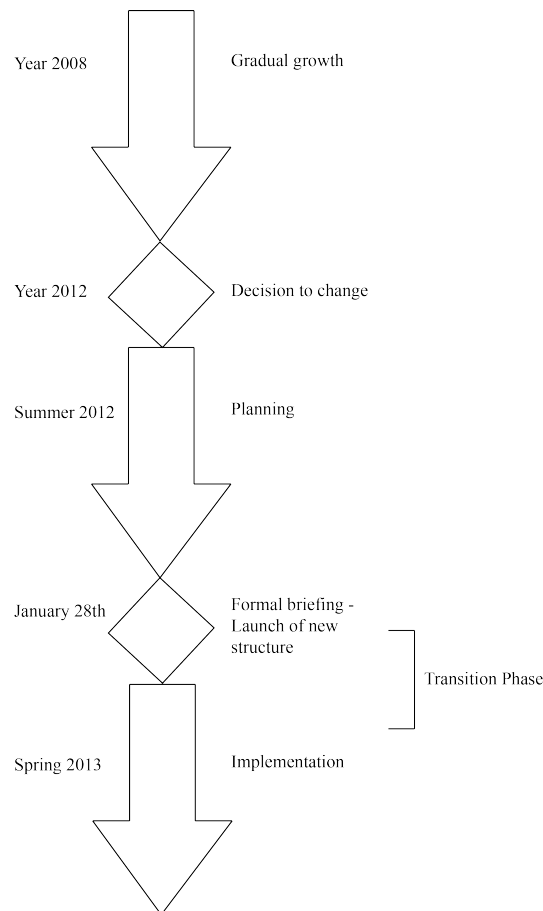 Year 2008
Gradual growth
Year 2012
Decision to change
Summer 2012
Planning
January 28th
Formal briefing -
Launch of new
structure
Transition Phase
Spring 2013
Implementation